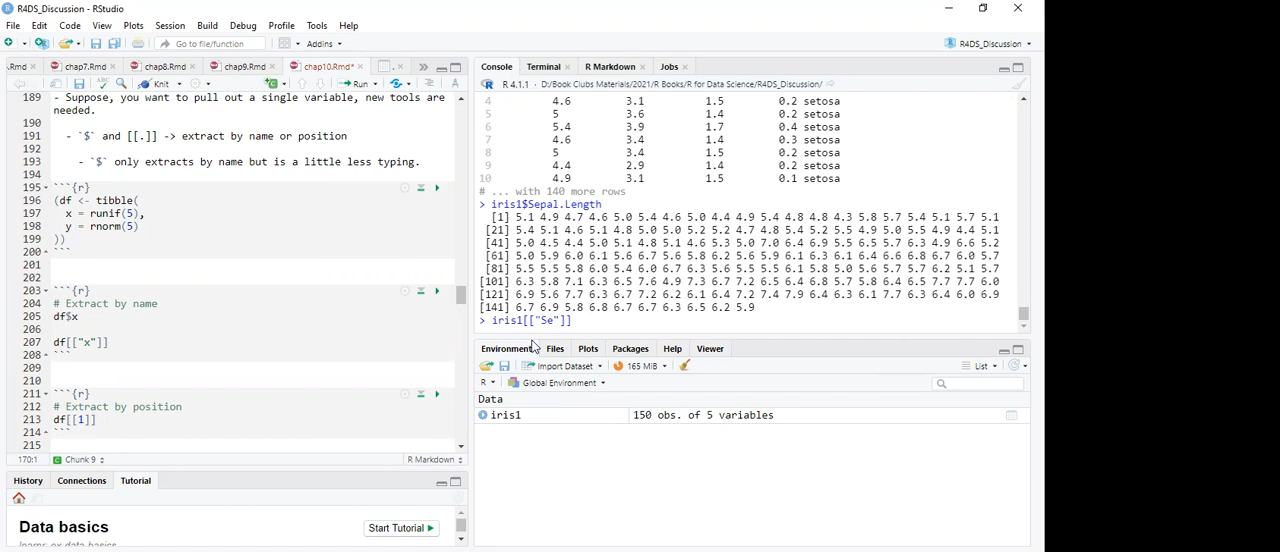 R4DS_Discussion - RStudio
File Edit Code View Plots Session Build Debug Profile Tools Help
Go to file/function Addins R4DS_Discussion
.Rmd chap7.Rmd chap8.Rmd chap9.Rmd chap10.Rmd*
Knit Run
189 - Suppose, you want to pull out a single variable, new tools are
needed.
190
191 - `$` and [[.]] -> extract by name or position
192
193 - `$` only extracts by name but is a little less typing.
194
195 ```{r}
196 (df <- tibble(
197 x = runif(5),
198 y = rnorm(5)
199 ))
200 ```
201
202
203 ```{r}
204 # Extract by name
205 df$x
206
207 df[["x"]]
208 ```
209
210
211 ```{r}
212 # Extract by position
213 df[[1]]
214 ```
215
170:1 Chunk 9 R Markdown
History Connections Tutorial
Data basics
Start Tutorial
learnr: ex-data-basics
Console Terminal R Markdown Jobs
R 4.1.1 · D:/Book Clubs Materials/2021/R Books/R for Data Science/R4DS_Discussion/
4 4.6 3.1 1.5 0.2 setosa
5 5 3.6 1.4 0.2 setosa
6 5.4 3.9 1.7 0.4 setosa
7 4.6 3.4 1.4 0.3 setosa
8 5 3.4 1.5 0.2 setosa
9 4.4 2.9 1.4 0.2 setosa
10 4.9 3.1 1.5 0.1 setosa
# ... with 140 more rows
> iris1$Sepal.Length
[1] 5.1 4.9 4.7 4.6 5.0 5.4 4.6 5.0 4.4 4.9 5.4 4.8 4.8 4.3 5.8 5.7 5.4 5.1 5.7 5.1
[21] 5.4 5.1 4.6 5.1 4.8 5.0 5.0 5.2 5.2 4.7 4.8 5.4 5.2 5.5 4.9 5.0 5.5 4.9 4.4 5.1
[41] 5.0 4.5 4.4 5.0 5.1 4.8 5.1 4.6 5.3 5.0 7.0 6.4 6.9 5.5 6.5 5.7 6.3 4.9 6.6 5.2
[61] 5.0 5.9 6.0 6.1 5.6 6.7 5.6 5.8 6.2 5.6 5.9 6.1 6.3 6.1 6.4 6.6 6.8 6.7 6.0 5.7
[81] 5.5 5.5 5.8 6.0 5.4 6.0 6.7 6.3 5.6 5.5 5.5 6.1 5.8 5.0 5.6 5.7 5.7 6.2 5.1 5.7
[101] 6.3 5.8 7.1 6.3 6.5 7.6 4.9 7.3 6.7 7.2 6.5 6.4 6.8 5.7 5.8 6.4 6.5 7.7 7.7 6.0
[121] 6.9 5.6 7.7 6.3 6.7 7.2 6.2 6.1 6.4 7.2 7.4 7.9 6.4 6.3 6.1 7.7 6.3 6.4 6.0 6.9
[141] 6.7 6.9 5.8 6.8 6.7 6.7 6.3 6.5 6.2 5.9
> iris1[["Se"]]
Environment Files Plots Packages Help Viewer
Import Dataset 165 MiB List
R Global Environment
Data
iris1 150 obs. of 5 variables